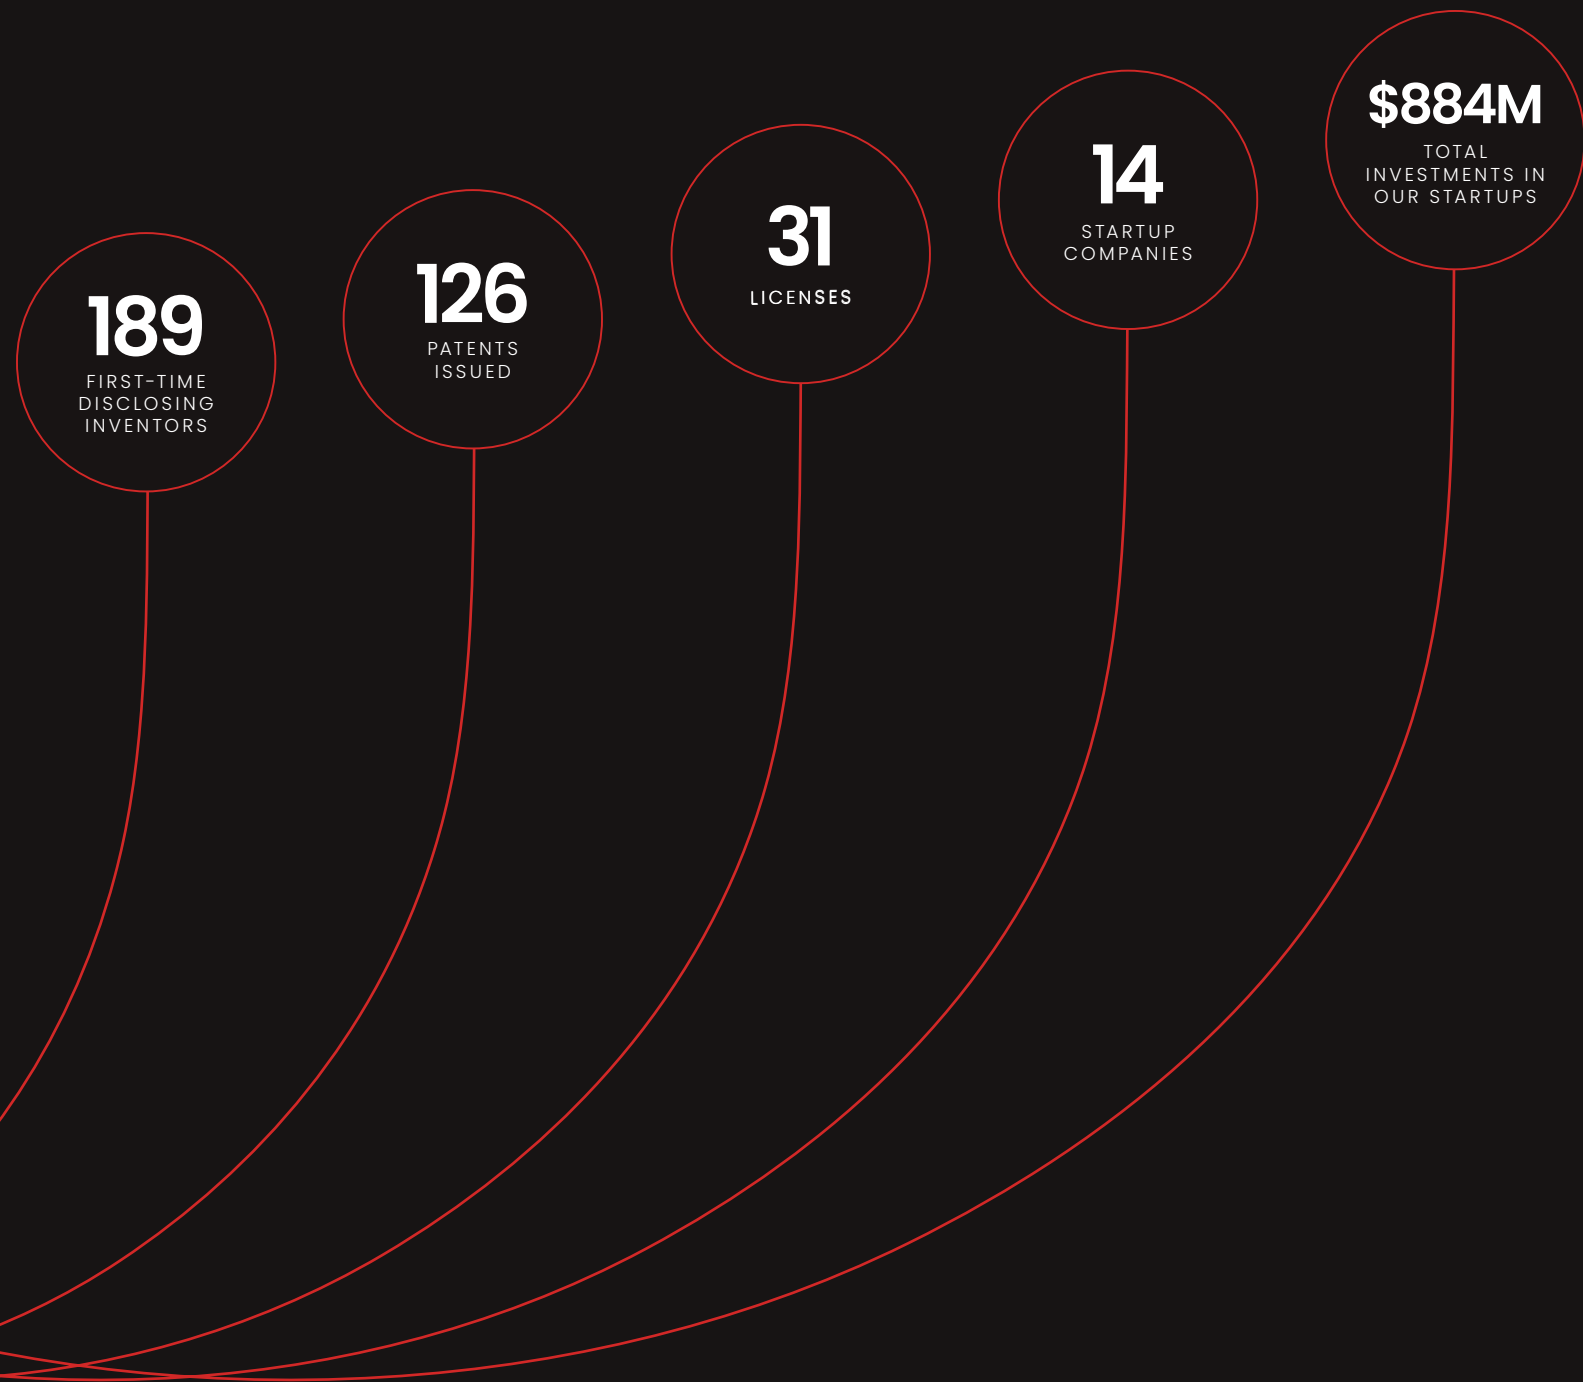 189
FIRST-TIME
DISCLOSING
INVENTORS
126
PATENTS
ISSUED
31
LICENSES
14
STARTUP
COMPANIES
$884M
TOTAL
INVESTMENTS IN
OUR STARTUPS